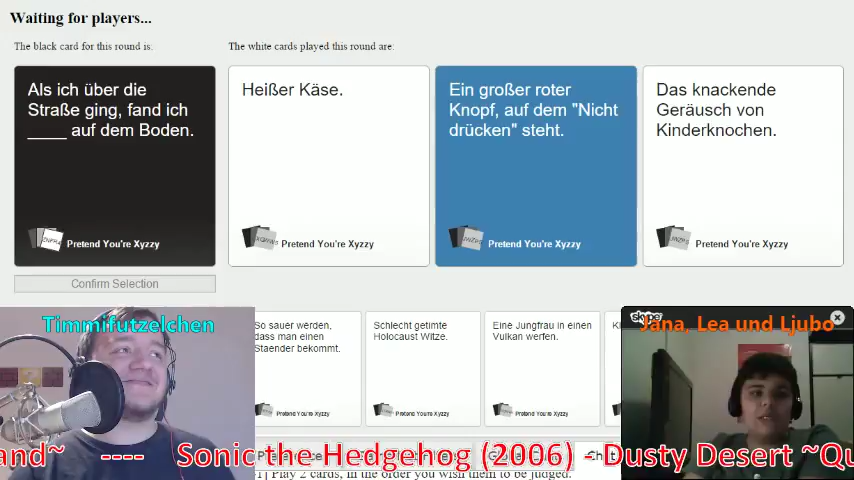 Waiting for players...
The black card for this round is:
The white cards played this round are:
Als ich über die
Straße ging, fand ich
____ auf dem Boden.
Pretend You're Xyzzy
Heißer Käse.
Pretend You're Xyzzy
Ein großer roter
Knopf, auf dem "Nicht
drücken" steht.
Pretend You're Xyzzy
Das knackende
Geräusch von
Kinderknochen.
Pretend You're Xyzzy
Confirm Selection
Timmifutzelchen
So sauer werden,
dass man einen
Staender bekommt.
Pretend You're Xyzzy
Schlecht getimte
Holocaust Witze.
Pretend You're Xyzzy
Eine Jungfrau in einen
Vulkan werfen.
Pretend You're Xyzzy
skype
Jana, Lea und Ljubo
and~ ---- Sonic the Hedgehog (2006) - Dusty Desert ~Qu
| Play 2 cards, in the order you wish them to be judged.